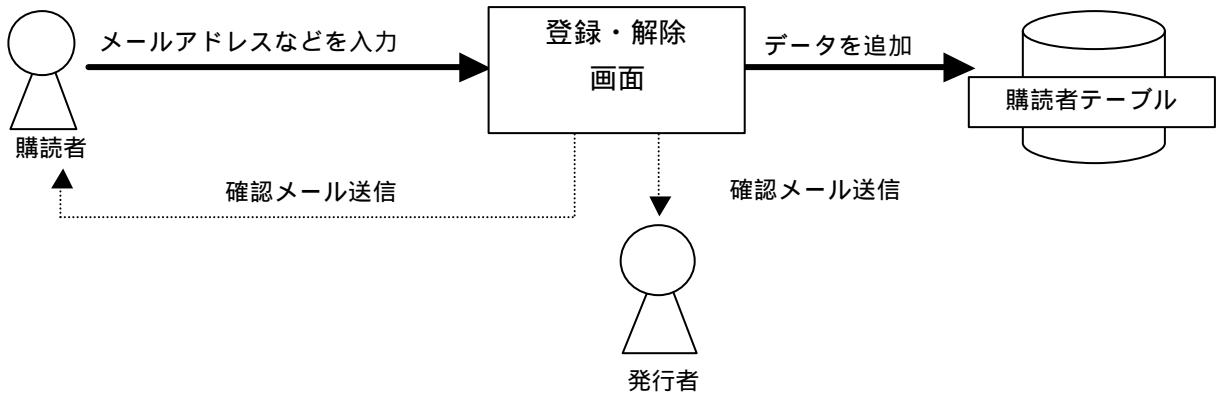 メールアドレスなどを入力
登録・解除
画面
データを追加
購読者テーブル
購読者
確認メール送信
確認メール送信
発行者